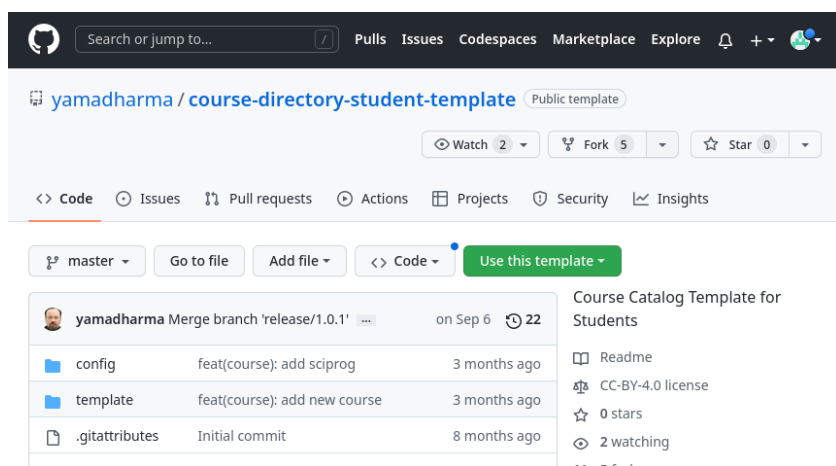 Search or jump to... / Pulls Issues Codespaces Marketplace Explore
yamadharma / course-directory-student-template Public template
Watch 2 Fork 5 Star 0
Code Issues Pull requests Actions Projects Security Insights
master Go to file Add file Code Use this template
Course Catalog Template for
Students
yamadharma Merge branch 'release/1.0.1' ... on Sep 6 22
config feat(course): add sciprog 3 months ago
template feat(course): add new course 3 months ago
.gitattributes Initial commit 8 months ago
Readme
CC-BY-4.0 license
0 stars
2 watching